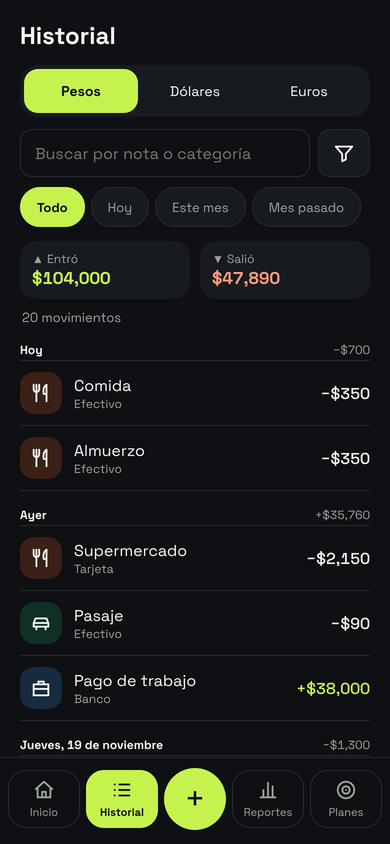 Historial
Pesos
Dólares
Euros
Buscar por nota o categoría
Todo
Hoy
Este mes
Mes pasado
▲ Entró
$104,000
▼ Salió
$47,890
20 movimientos
Hoy
−$700
Comida
Efectivo
−$350
Almuerzo
Efectivo
−$350
Ayer
+$35,760
Supermercado
Tarjeta
−$2,150
Pasaje
Efectivo
−$90
Pago de trabajo
Banco
+$38,000
Jueves, 19 de noviembre
−$1,300
Inicio
Historial
+
Reportes
Planes